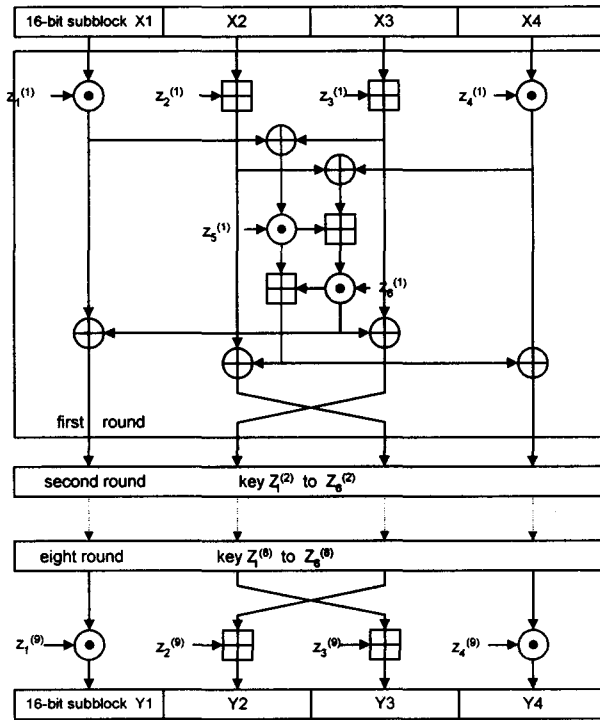 16-bit subblock X1 X2 X3 X4
z₁⁽¹⁾ z₂⁽¹⁾ z₃⁽¹⁾ z₄⁽¹⁾
z₅⁽¹⁾
z₆⁽¹⁾
first round
second round key Z₁⁽²⁾ to Z₆⁽²⁾
eight round key Z₁⁽⁸⁾ to Z₆⁽⁸⁾
z₁⁽⁹⁾ z₂⁽⁹⁾ z₃⁽⁹⁾ z₄⁽⁹⁾
16-bit subblock Y1 Y2 Y3 Y4